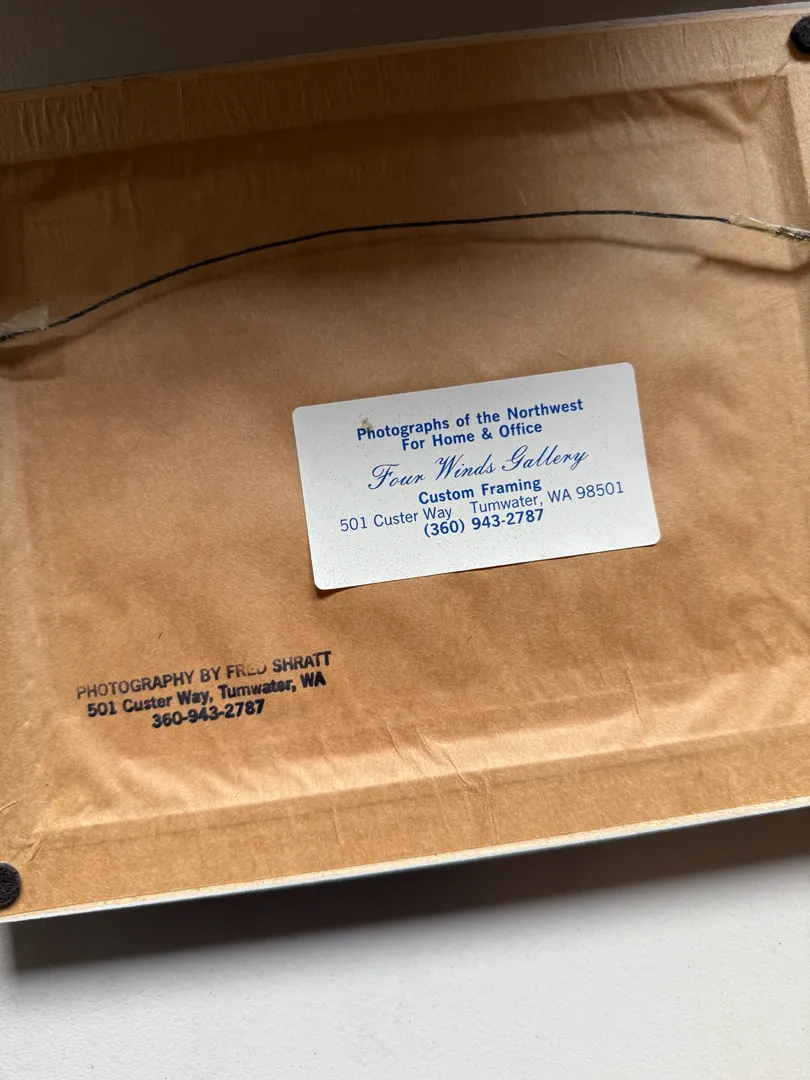 Photographs of the Northwest
For Home & Office
Four Winds Gallery
Custom Framing
501 Custer Way Tumwater, WA 98501
(360) 943-2787
PHOTOGRAPHY BY FRED SHRATT
501 Custer Way, Tumwater, WA
360-943-2787